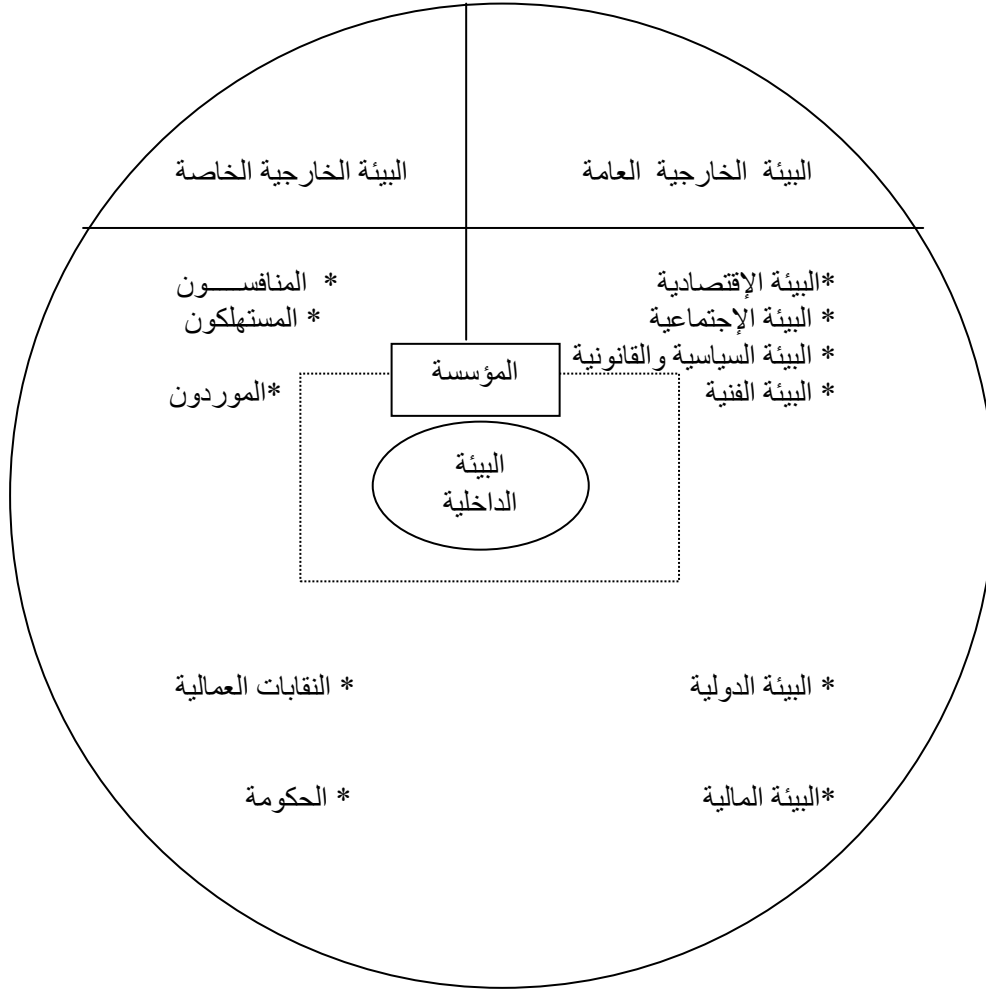 البيئة الخارجية العامة
البيئة الخارجية الخاصة
*البيئة الإقتصادية
* البيئة الإجتماعية
* البيئة السياسية والقانونية
* البيئة الفنية
* المنافســـون
* المستهلكون
*الموردون
المؤسسة
البيئة
الداخلية
* البيئة الدولية
*البيئة المالية
* النقابات العمالية
* الحكومة